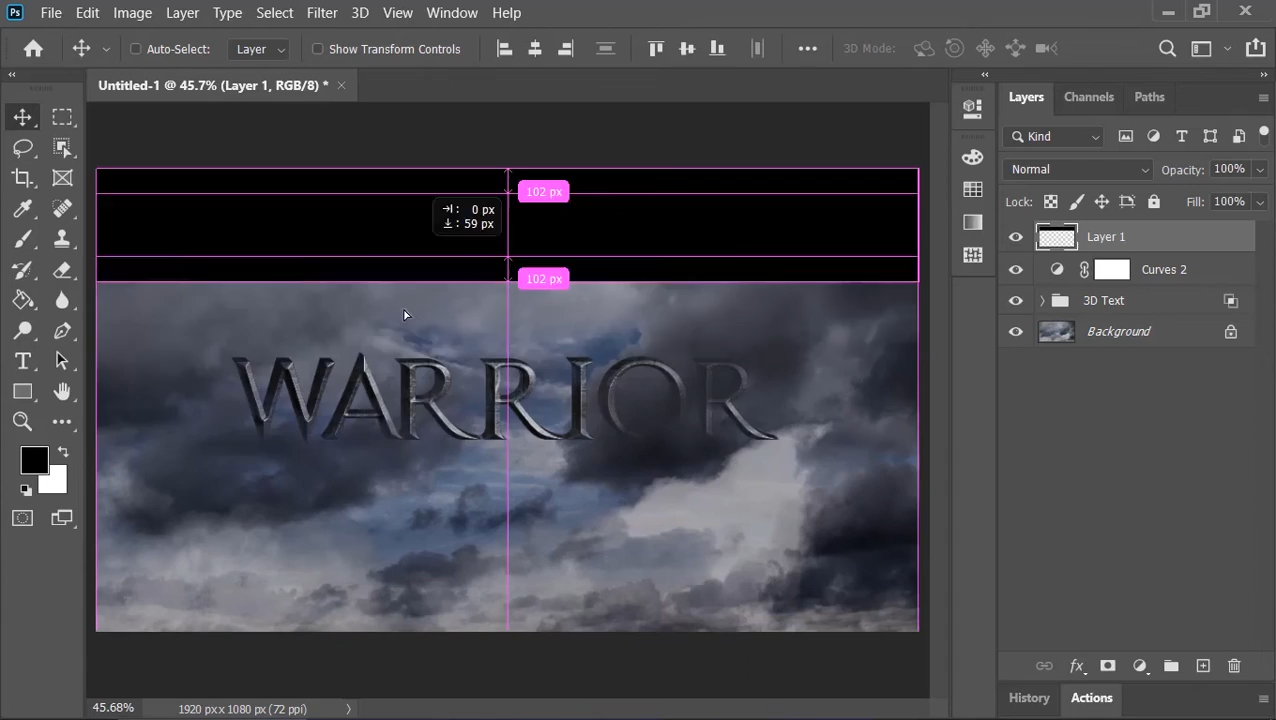 Ps File Edit Image Layer Type Select Filter 3D View Window Help
Auto-Select: Layer Show Transform Controls 3D Mode:
Untitled-1 @ 45.7% (Layer 1, RGB/8) *
Layers Channels Paths
Kind
Normal Opacity: 100%
Lock: Fill: 100%
102 px
0 px
59 px
102 px
Layer 1
Curves 2
3D Text
Background
WARRIOR
T
fx
45.68% 1920 px x 1080 px (72 ppi)
History Actions